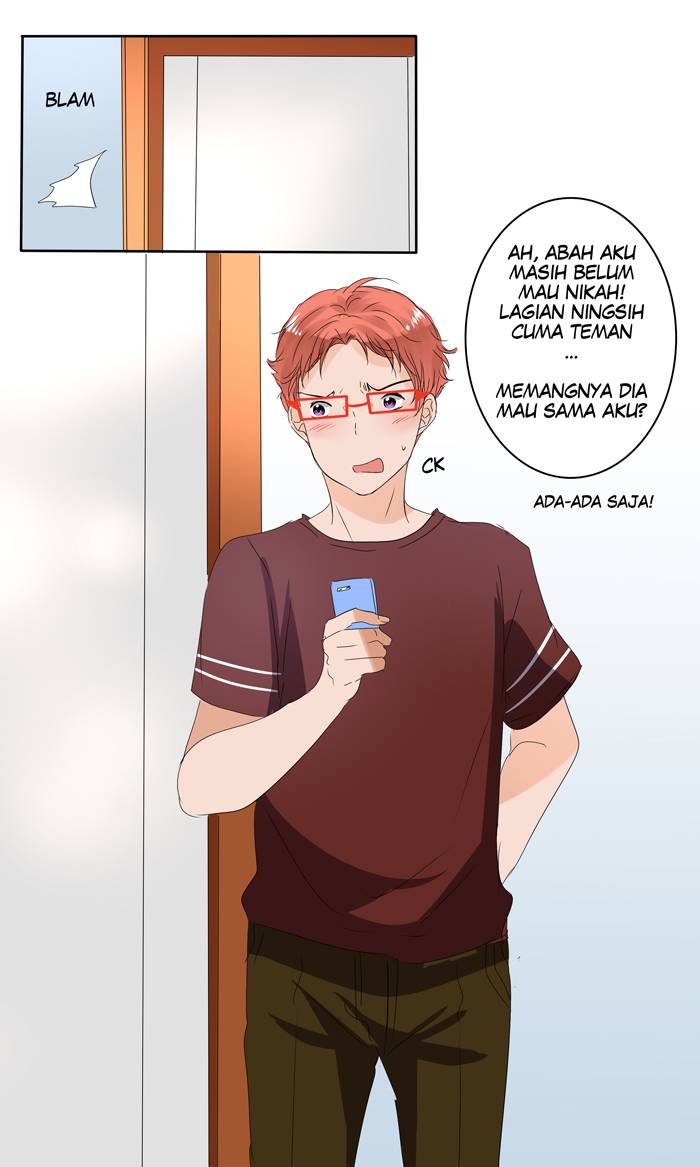 BLAM
AH, ABAH AKU
MASIH BELUM
MAU NIKAH!
LAGIAN NINGSIH
CUMA TEMAN
...
MEMANGNYA DIA
MAU SAMA AKU?
CK
ADA-ADA SAJA!